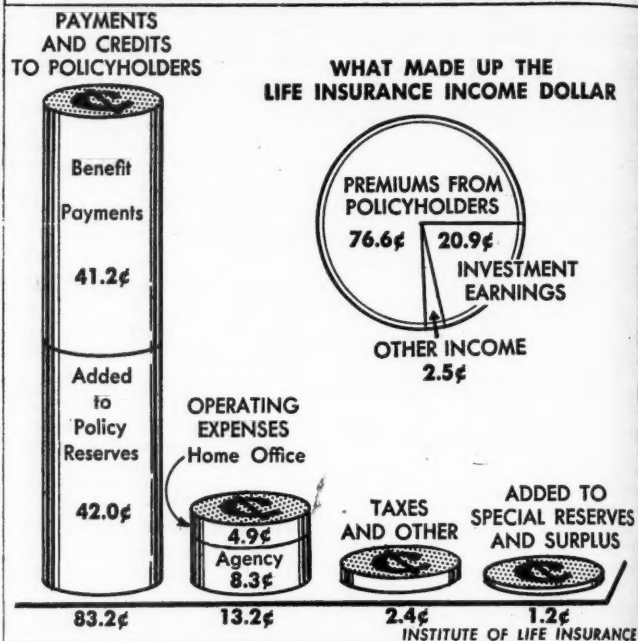 PAYMENTS
AND CREDITS
TO POLICYHOLDERS
Benefit
Payments
41.2¢
Added
to
Policy
Reserves
42.0¢
83.2¢
OPERATING
EXPENSES
Home Office
4.9¢
Agency
8.3¢
13.2¢
TAXES
AND OTHER
2.4¢
ADDED TO
SPECIAL RESERVES
AND SURPLUS
1.2¢
WHAT MADE UP THE
LIFE INSURANCE INCOME DOLLAR
PREMIUMS FROM
POLICYHOLDERS
76.6¢
20.9¢
INVESTMENT
EARNINGS
OTHER INCOME
2.5¢
INSTITUTE OF LIFE INSURANCE